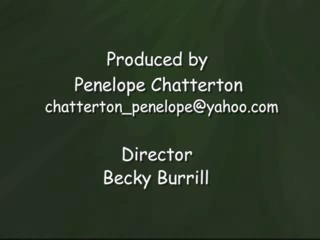 Produced by
Penelope Chatterton
chatterton_penelope@yahoo.com
Director
Becky Burrill